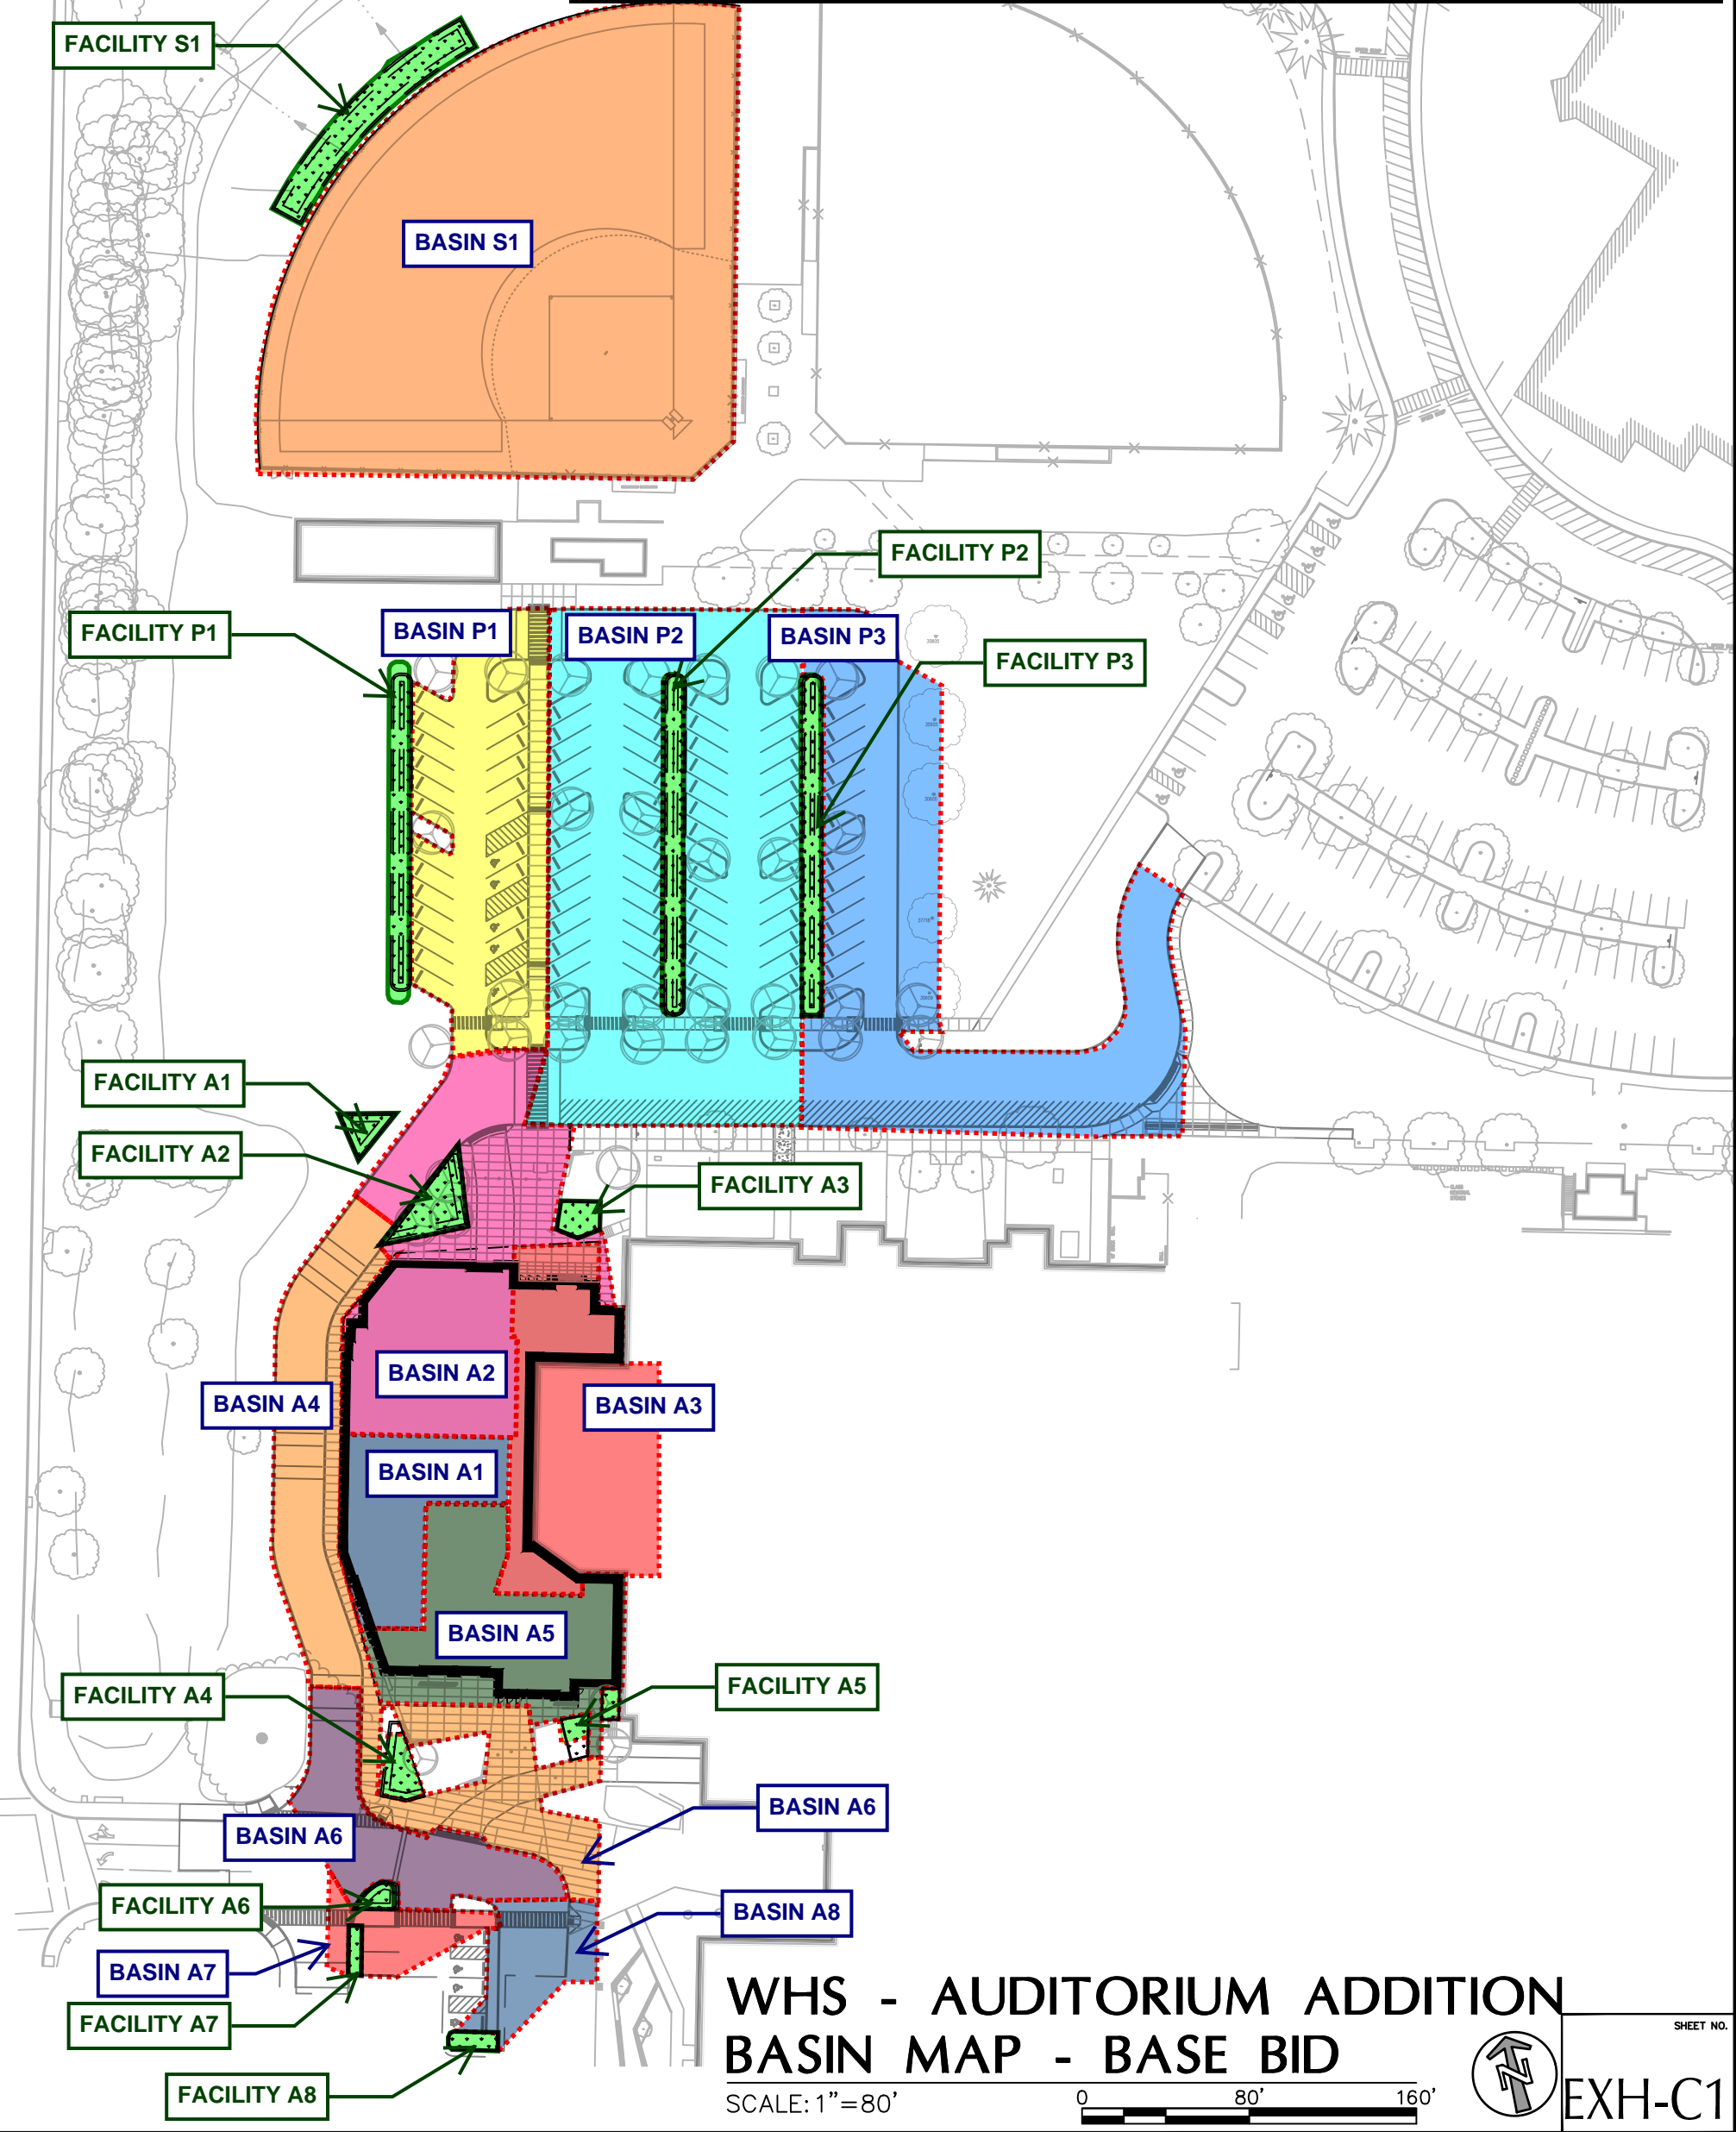 FACILITY S1
BASIN S1
FACILITY P2
FACILITY P1
BASIN P1
BASIN P2
BASIN P3
FACILITY P3
FACILITY A1
FACILITY A2
FACILITY A3
BASIN A2
BASIN A4
BASIN A3
BASIN A1
BASIN A5
FACILITY A4
FACILITY A5
BASIN A6
BASIN A6
FACILITY A6
BASIN A8
BASIN A7
FACILITY A7
FACILITY A8
WHS - AUDITORIUM ADDITION
BASIN MAP - BASE BID
SCALE: 1"=80'
0 80' 160'
N
SHEET NO.
EXH-C1